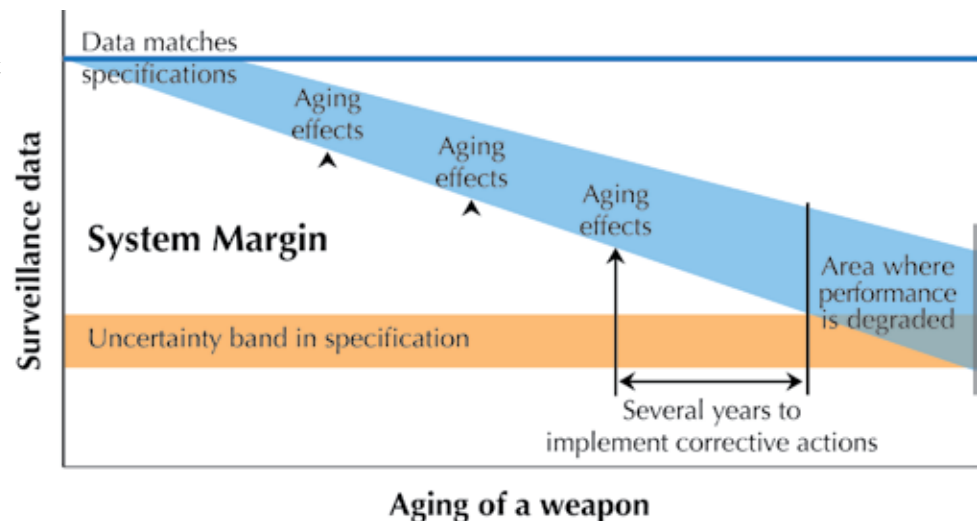 Data matches
specifications
Aging
effects
Aging
effects
Aging
effects
System Margin
Area where
performance
is degraded
Uncertainty band in specification
Several years to
implement corrective actions
Surveillance data
Aging of a weapon